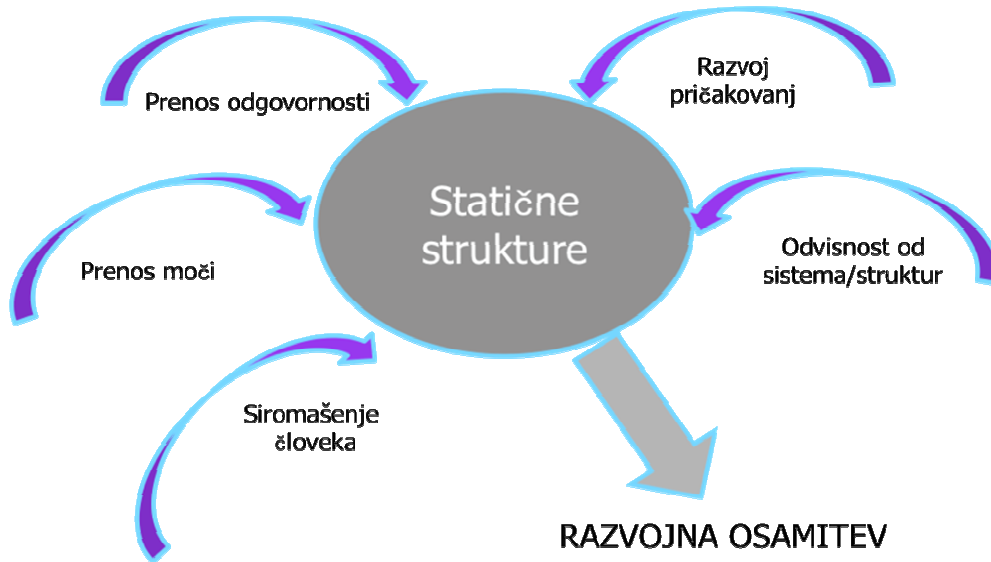 Prenos odgovornosti
Razvoj
pričakovanj
Statične
strukture
Prenos moči
Odvisnost od
sistema/struktur
Siromašenje
človeka
RAZVOJNA OSAMITEV